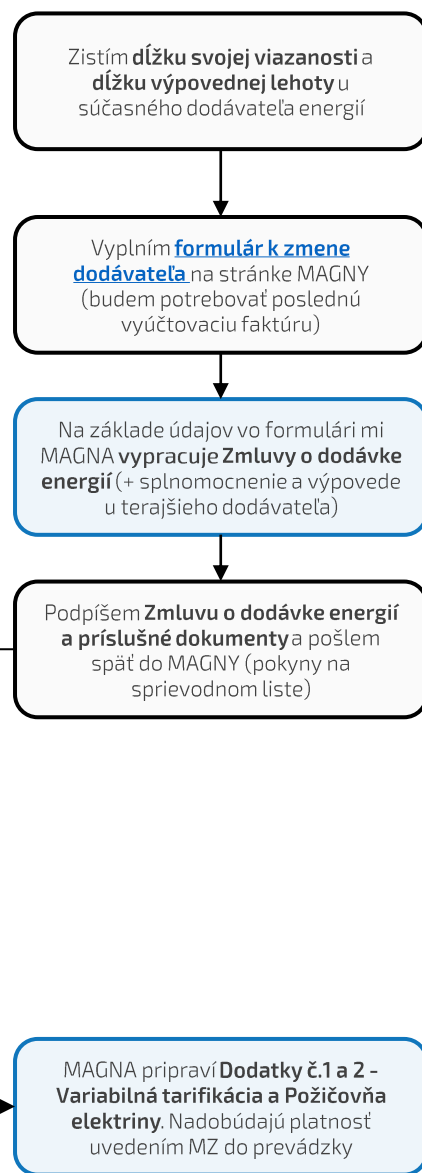 Zistím dĺžku svojej viazanosti a
dĺžku výpovednej lehoty u
súčasného dodávateľa energií
Vyplním formulár k zmene
dodávateľa na stránke MAGNY
(budem potrebovať poslednú
vyúčtovaciu faktúru)
Na základe údajov vo formulári mi
MAGNA vypracuje Zmluvy o dodávke
energií (+ splnomocnenie a výpovede
u terajšieho dodávateľa)
Podpíšem Zmluvu o dodávke energií
a príslušné dokumenty a pošlem
späť do MAGNY (pokyny na
sprievodnom liste)
MAGNA pripraví Dodatky č.1 a 2 -
Variabilná tarifikácia a Požičovňa
elektriny. Nadobúdajú platnosť
uvedením MZ do prevádzky